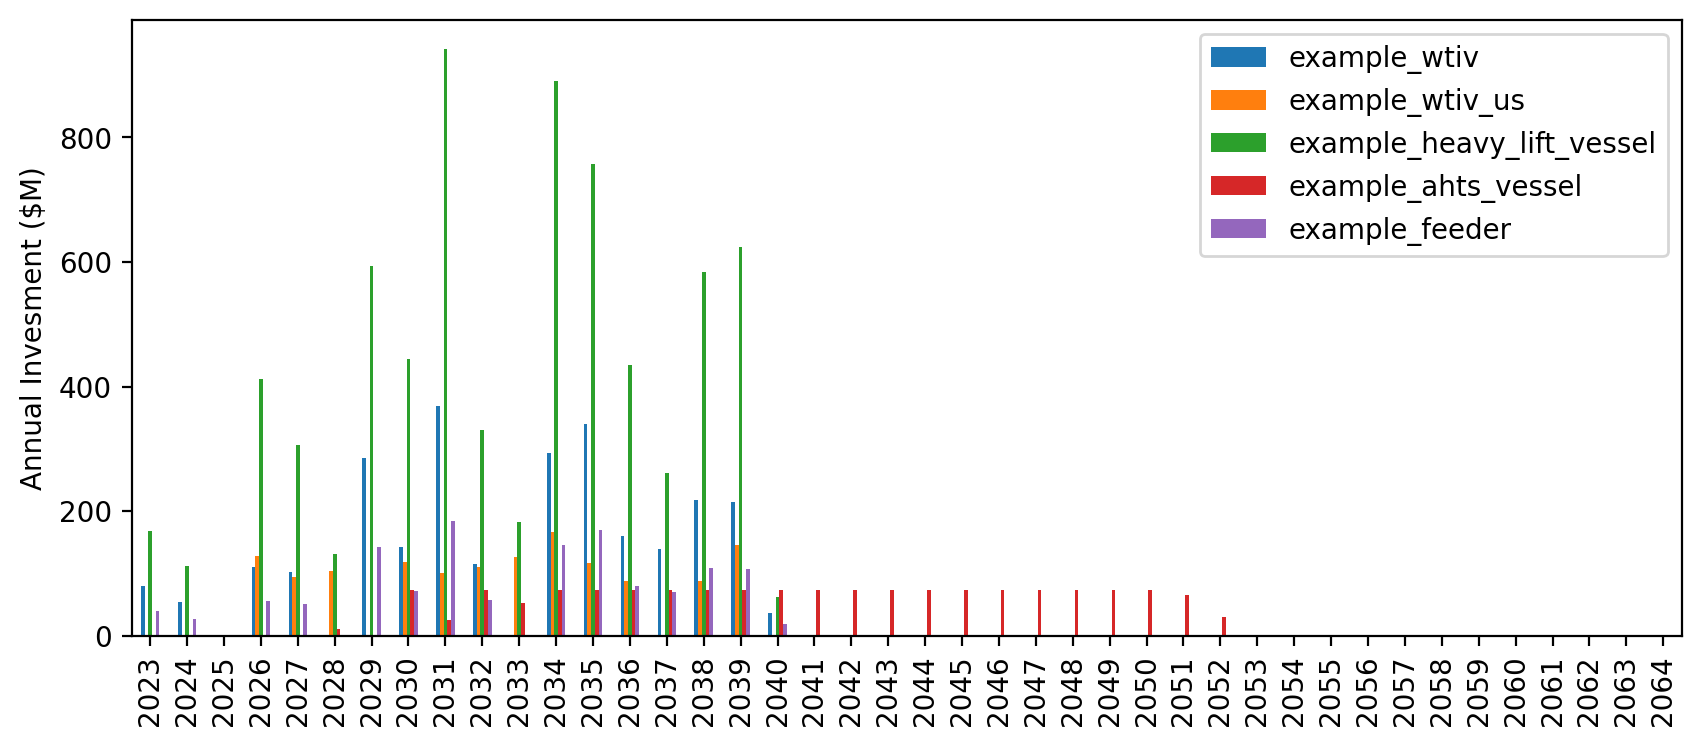 Annual Invesment ($M)
800
600
400
200
0
example_wtiv
example_wtiv_us
example_heavy_lift_vessel
example_ahts_vessel
example_feeder
2023 2024 2025 2026 2027 2028 2029 2030 2031 2032 2033 2034 2035 2036 2037 2038 2039 2040 2041 2042 2043 2044 2045 2046 2047 2048 2049 2050 2051 2052 2053 2054 2055 2056 2057 2058 2059 2060 2061 2062 2063 2064